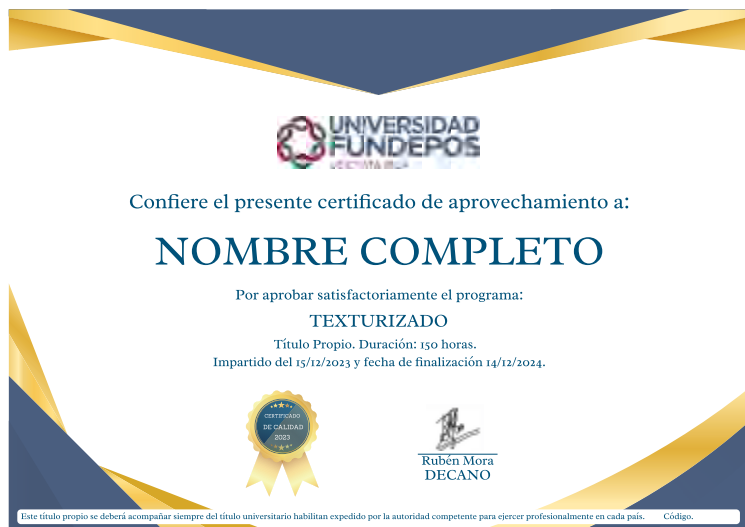 UNIVERSIDAD
FUNDEPOS
Confiere el presente certificado de aprovechamiento a:
NOMBRE COMPLETO
Por aprobar satisfactoriamente el programa:
TEXTURIZADO
Título Propio. Duración: 150 horas.
Impartido del 15/12/2023 y fecha de finalización 14/12/2024.
CERTIFICADO
DE CALIDAD
2023
Rubén Mora
DECANO
Este título propio se deberá acompañar siempre del título universitario habilitan expedido por la autoridad competente para ejercer profesionalmente en cada país. Código.